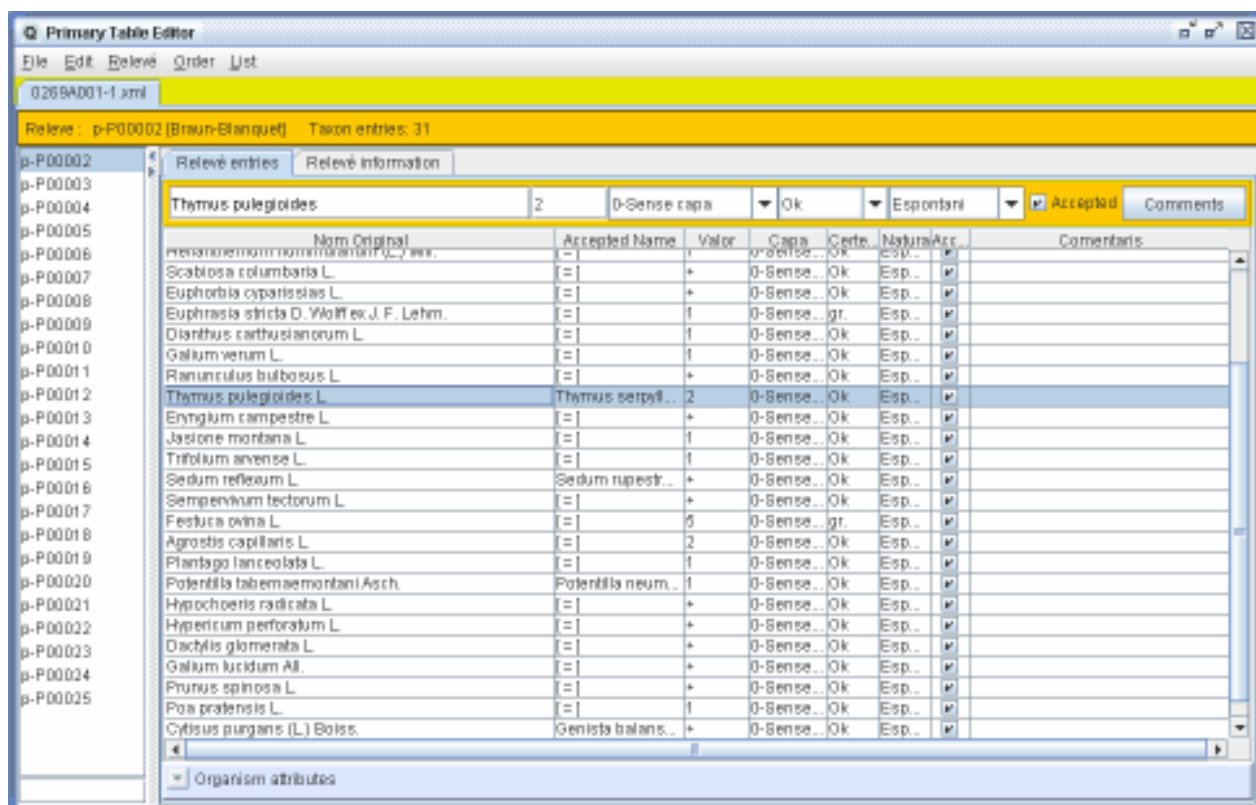 Primary Table Editor
File Edit Relevé Order List
0269A001-1.xml
Releve : p-P00002 [Braun-Blanquet] Taxon entries: 31
p-P00002
p-P00003
p-P00004
p-P00005
p-P00006
p-P00007
p-P00008
p-P00009
p-P00010
p-P00011
p-P00012
p-P00013
p-P00014
p-P00015
p-P00016
p-P00017
p-P00018
p-P00019
p-P00020
p-P00021
p-P00022
p-P00023
p-P00024
p-P00025
Relevé entries Relevé information
Thymus pulegioides 2 0-Sense capa Ok Espontani Accepted Comments
Nom Original Accepted Name Valor Capa Certe... Natura Acc... Comentaris
Scabiosa columbaria L. [=] + 0-Sense... Ok Esp...
Euphorbia cyparissias L. [=] + 0-Sense... Ok Esp...
Euphrasia stricta D. Wolff ex J. F. Lehm. [=] 1 0-Sense... gr. Esp...
Dianthus carthusianorum L. [=] 1 0-Sense... Ok Esp...
Galium verum L. [=] 1 0-Sense... Ok Esp...
Ranunculus bulbosus L. [=] + 0-Sense... Ok Esp...
Thymus pulegioides L. Thymus serpyll... 2 0-Sense... Ok Esp...
Eryngium campestre L. [=] + 0-Sense... Ok Esp...
Jasione montana L. [=] 1 0-Sense... Ok Esp...
Trifolium arvense L. [=] 1 0-Sense... Ok Esp...
Sedum reflexum L. Sedum rupestr... + 0-Sense... Ok Esp...
Sempervivum tectorum L. [=] + 0-Sense... Ok Esp...
Festuca ovina L. [=] 5 0-Sense... gr. Esp...
Agrostis capillaris L. [=] 2 0-Sense... Ok Esp...
Plantago lanceolata L. [=] 1 0-Sense... Ok Esp...
Potentilla tabernaemontani Asch. Potentilla neum... 1 0-Sense... Ok Esp...
Hypochoeris radicata L. [=] + 0-Sense... Ok Esp...
Hypericum perforatum L. [=] + 0-Sense... Ok Esp...
Dactylis glomerata L. [=] + 0-Sense... Ok Esp...
Galium lucidum All. [=] + 0-Sense... Ok Esp...
Prunus spinosa L. [=] + 0-Sense... Ok Esp...
Poa pratensis L. [=] 1 0-Sense... Ok Esp...
Cytisus purgans (L.) Boiss. Genista balans... + 0-Sense... Ok Esp...
Organism attributes